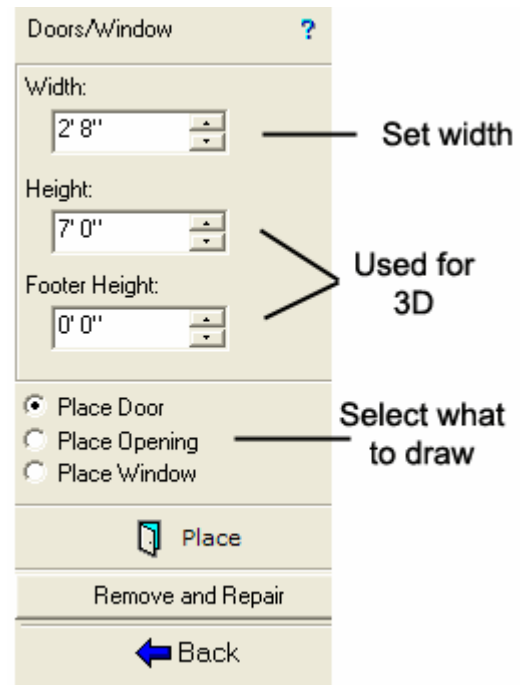 Doors/Window ?
Width:
2' 8"
Set width
Height:
7' 0"
Used for
3D
Footer Height:
0' 0"
Place Door
Place Opening
Place Window
Select what
to draw
Place
Remove and Repair
Back